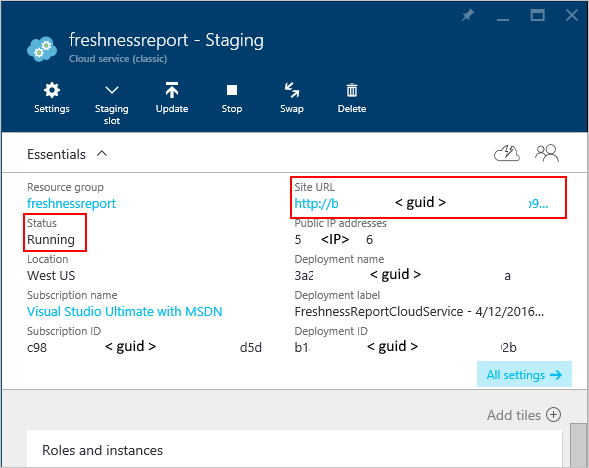 freshnessreport - Staging
Cloud service (classic)
Settings
Staging slot
Update
Stop
Swap
Delete
Essentials
Resource group
freshnessreport
Status
Running
Location
West US
Subscription name
Visual Studio Ultimate with MSDN
Subscription ID
c98 < guid > d5d
Site URL
http://b < guid > b9...
Public IP addresses
5 <IP> 6
Deployment name
3a2 < guid > a
Deployment label
FreshnessReportCloudService - 4/12/2016...
Deployment ID
b1 < guid > 02b
All settings →
Add tiles
Roles and instances